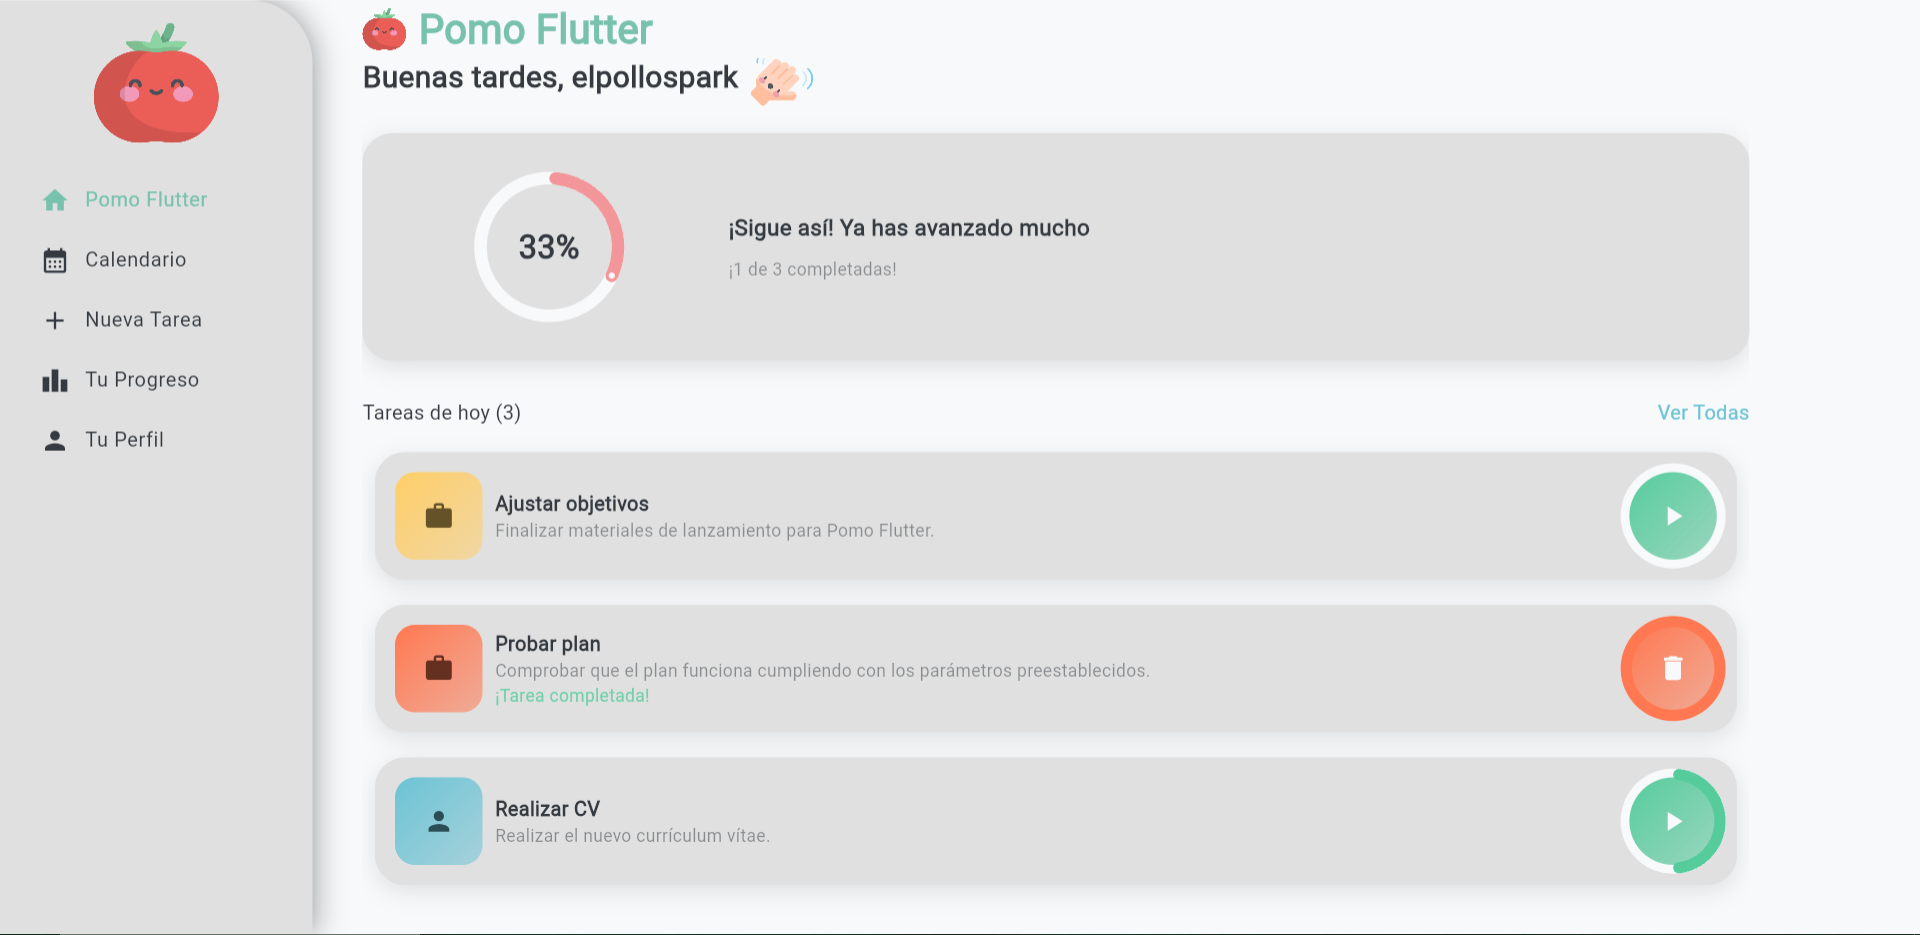 Pomo Flutter
Calendario
Nueva Tarea
Tu Progreso
Tu Perfil
Pomo Flutter
Buenas tardes, elpollospark
33%
¡Sigue así! Ya has avanzado mucho
¡1 de 3 completadas!
Tareas de hoy (3)
Ver Todas
Ajustar objetivos
Finalizar materiales de lanzamiento para Pomo Flutter.
Probar plan
Comprobar que el plan funciona cumpliendo con los parámetros preestablecidos.
¡Tarea completada!
Realizar CV
Realizar el nuevo currículum vítae.